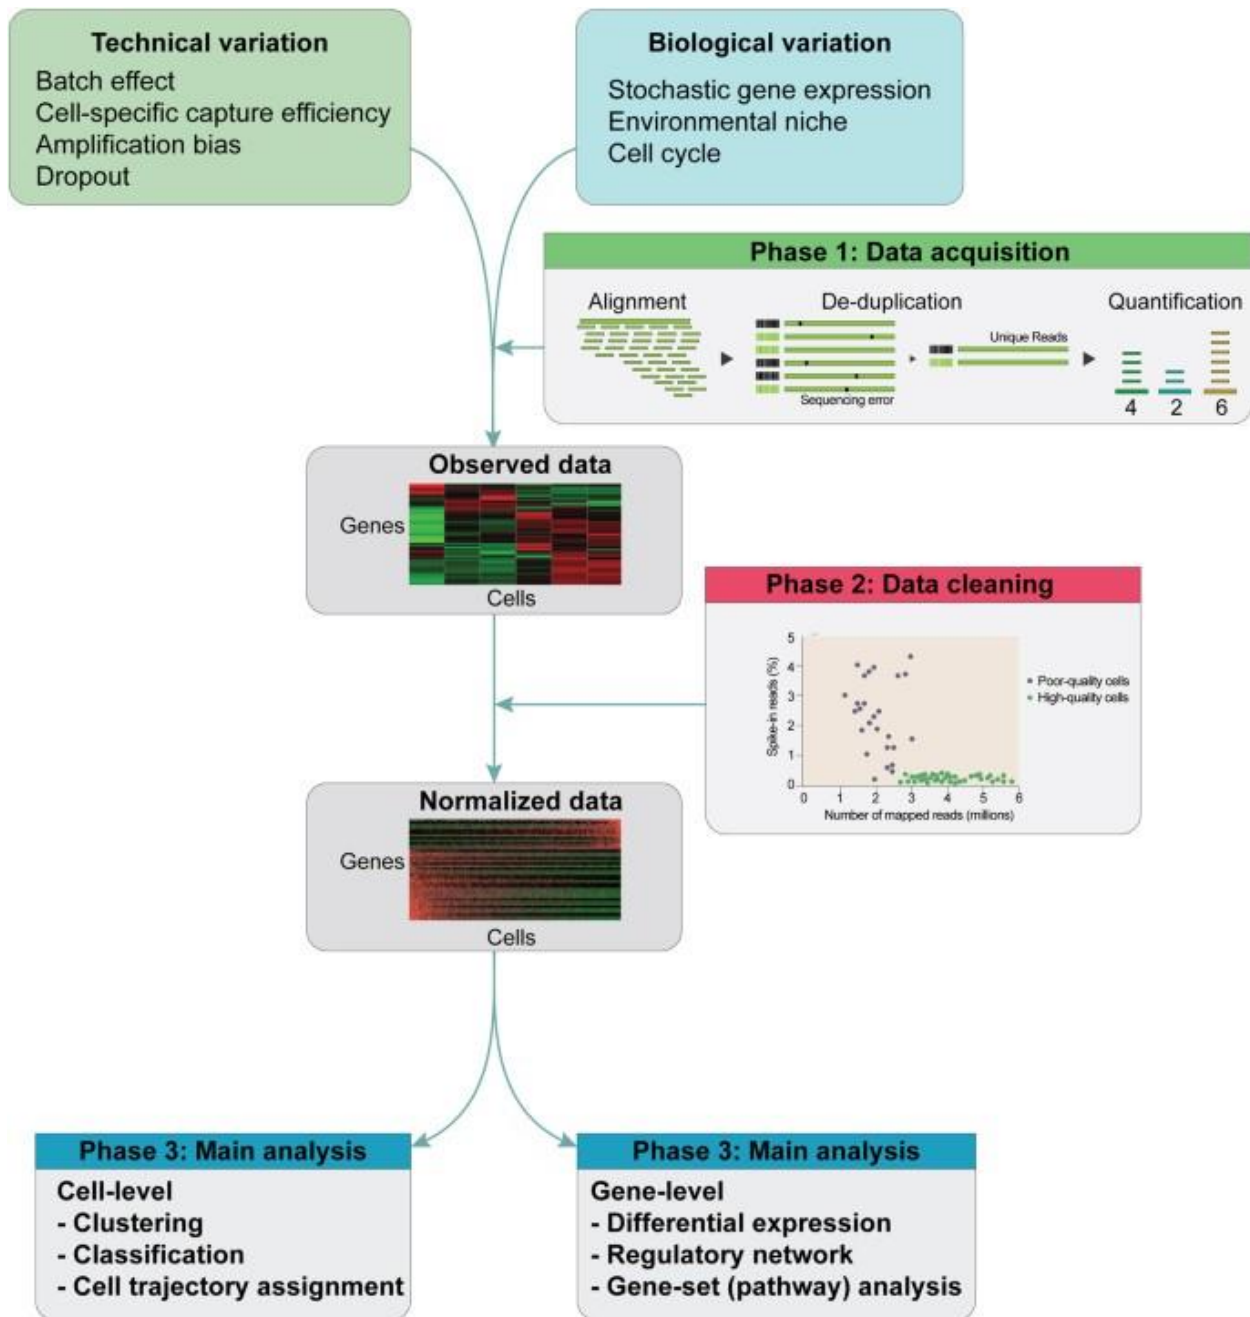 Technical variation
Batch effect
Cell-specific capture efficiency
Amplification bias
Dropout
Biological variation
Stochastic gene expression
Environmental niche
Cell cycle
Phase 1: Data acquisition
Alignment
De-duplication
Quantification
Unique Reads
Sequencing error
4 2 6
Observed data
Genes
Cells
Phase 2: Data cleaning
5
4
3
2
1
0
Spike-in reads (%)
0 1 2 3 4 5 6
Number of mapped reads (millions)
Poor-quality cells
High-quality cells
Normalized data
Genes
Cells
Phase 3: Main analysis
Cell-level
- Clustering
- Classification
- Cell trajectory assignment
Phase 3: Main analysis
Gene-level
- Differential expression
- Regulatory network
- Gene-set (pathway) analysis